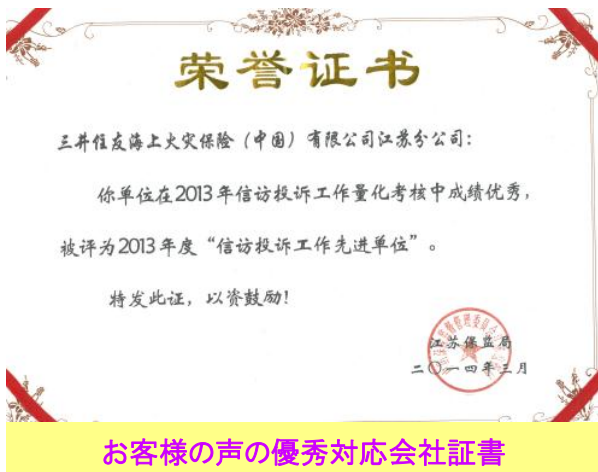 荣誉证书
三井住友海上火灾保险（中国）有限公司江苏分公司：
你单位在2013年信访投诉工作量化考核中成绩优秀，
被评为2013年度“信访投诉工作先进单位”。
特发此证，以资鼓励！
江苏保监局
二〇一四年三月
お客様の声の優秀対応会社証書